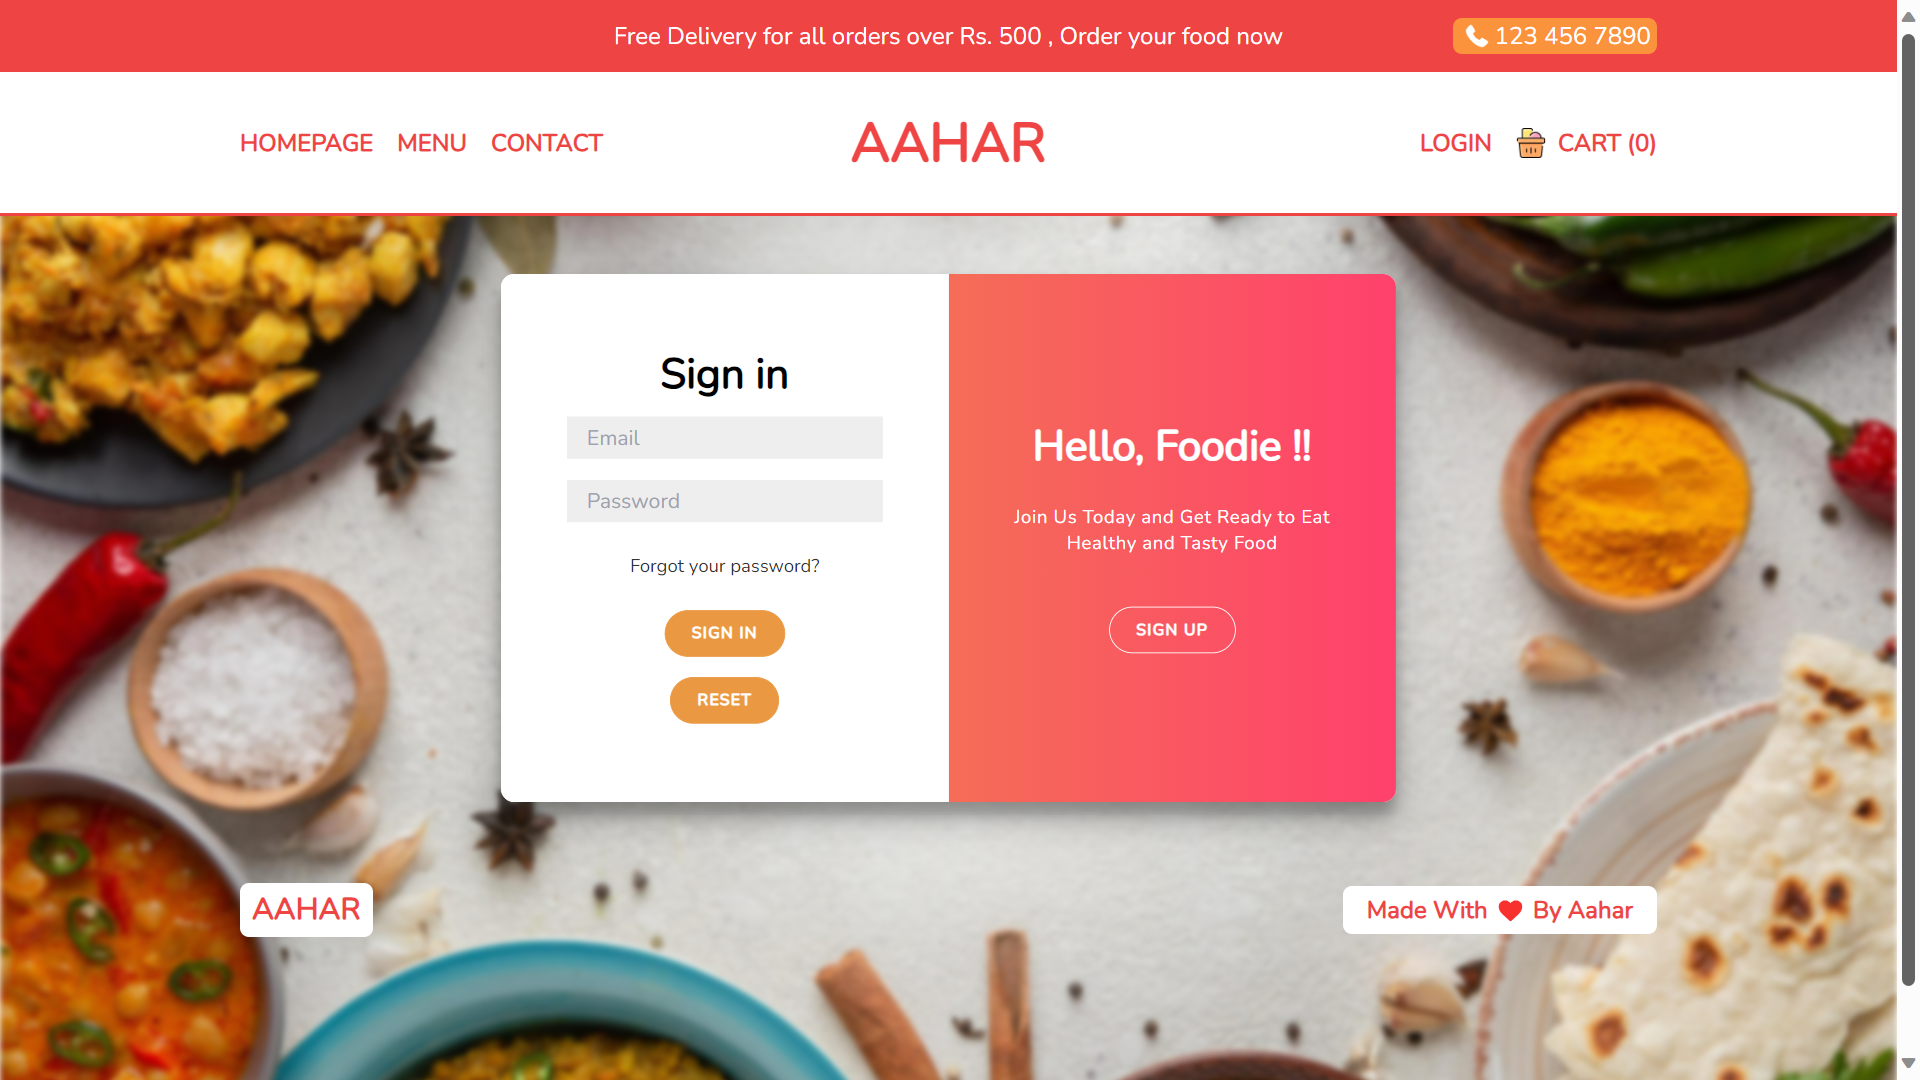 Free Delivery for all orders over Rs. 500 , Order your food now
123 456 7890
HOMEPAGE MENU CONTACT
AAHAR
LOGIN CART (0)
Sign in
Email
Password
Forgot your password?
SIGN IN
RESET
Hello, Foodie !!
Join Us Today and Get Ready to Eat
Healthy and Tasty Food
SIGN UP
AAHAR
Made With ❤ By Aahar